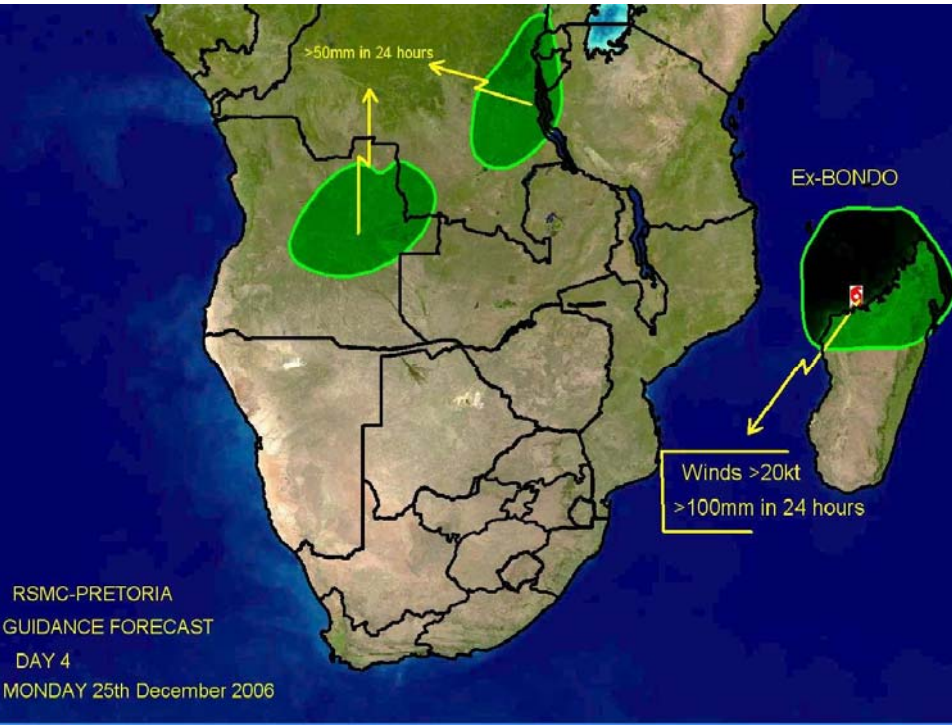 >50mm in 24 hours
Ex-BONDO
Winds >20kt
>100mm in 24 hours
RSMC-PRETORIA
GUIDANCE FORECAST
DAY 4
MONDAY 25th December 2006